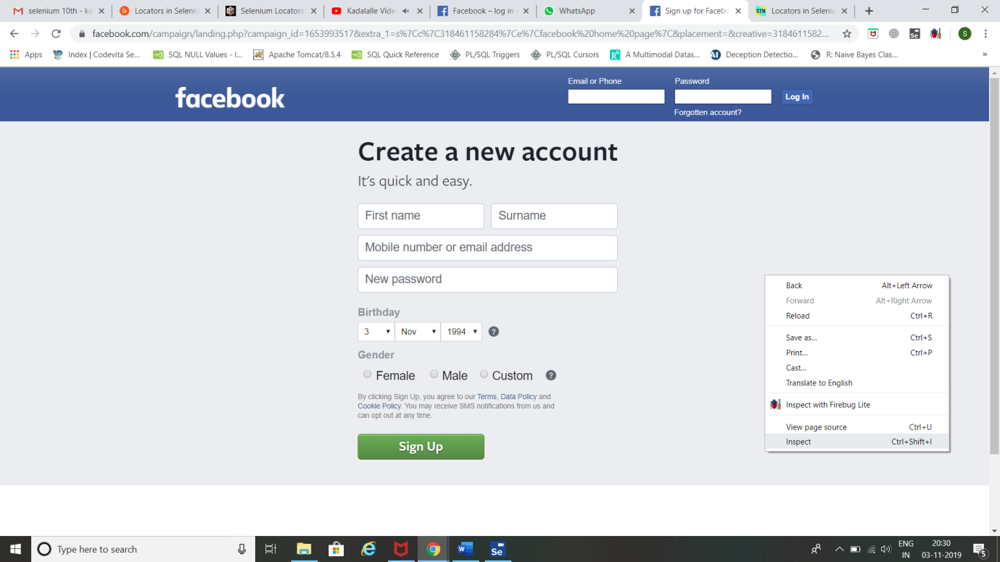 selenium 10th - ka
Locators in Seleniu
Selenium Locators:
Kadalalle Vide
Facebook – log in
WhatsApp
Sign up for Facebo
Locators in Seleniu
facebook.com/campaign/landing.php?campaign_id=1653993517&extra_1=s%7Cc%7C318461158284%7Ce%7Cfacebook%20home%20page%7C&placement=&creative=3184611582...
S
Apps
Index | Codevita Se...
SQL NULL Values - I...
Apache Tomcat/8.5.4
SQL Quick Reference
PL/SQL Triggers
PL/SQL Cursors
A Multimodal Datas...
Deception Detectio...
R: Naive Bayes Clas...
»
facebook
Email or Phone
Password
Log In
Forgotten account?
Create a new account
It's quick and easy.
First name
Surname
Mobile number or email address
New password
Birthday
3
Nov
1994
?
Gender
Female
Male
Custom
?
By clicking Sign Up, you agree to our Terms, Data Policy and
Cookie Policy. You may receive SMS notifications from us and
can opt out at any time.
Sign Up
Back Alt+Left Arrow
Forward Alt+Right Arrow
Reload Ctrl+R
Save as... Ctrl+S
Print... Ctrl+P
Cast...
Translate to English
Inspect with Firebug Lite
View page source Ctrl+U
Inspect Ctrl+Shift+I
Type here to search
W
Se
ENG
IN
20:30
03-11-2019
5